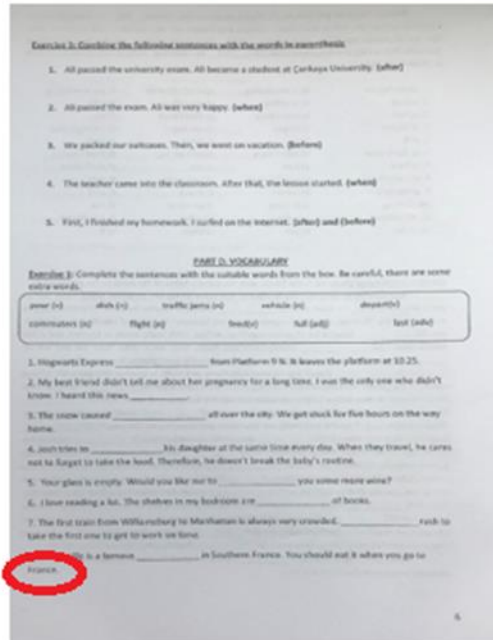 Exercise 2: Combine the following sentences with the words in parenthesis
1. Ali passed the university exam. Ali became a student at Çankaya University. (after)
2. Ali passed the exam. Ali was very happy. (when)
3. We packed our suitcases. Then, we went on vacation. (before)
4. The teacher came into the classroom. After that, the lesson started. (when)
5. First, I finished my homework. I surfed on the internet. (after) and (before)
PART D. VOCABULARY
Exercise 1: Complete the sentences with the suitable words from the box. Be careful, there are some
extra words.
pour (v) dish (n) traffic jams (n) vehicle (n) depart(v)
commuters (n) flight (n) feed(v) full (adj) last (adv)
1. Hogwarts Express from Platform 9 ¾. It leaves the platform at 10.25.
2. My best friend didn't tell me about her pregnancy for a long time. I was the only one who didn't
know. I heard this news
3. The snow caused all over the city. We got stuck for five hours on the way
home.
4. Josh tries to his daughter at the same time every day. When they travel, he cares
not to forget to take the food. Therefore, he doesn't break the baby's routine.
5. Your glass is empty. Would you like me to you some more wine?
6. I love reading a lot. The shelves in my bedroom are of books.
7. The first train from Williamsburg to Manhattan is always very crowded. rush to
take the first one to get to work on time.
is a famous in Southern France. You should eat it when you go to
France.
6